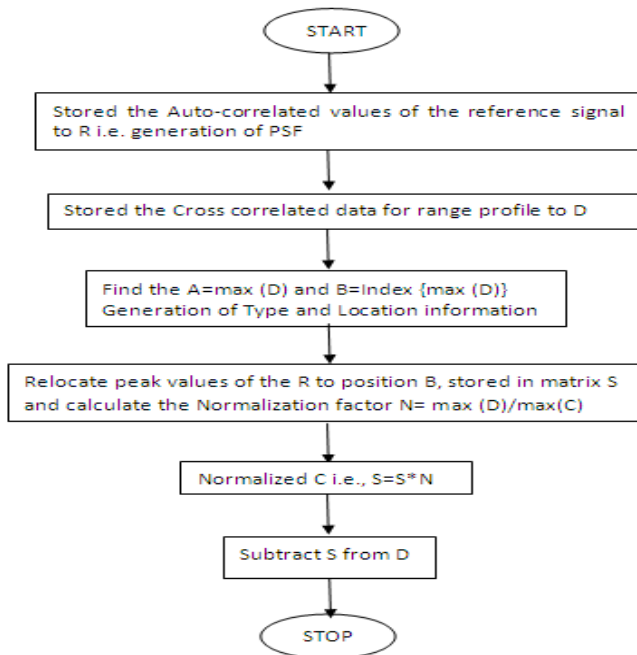 START
Stored the Auto-correlated values of the reference signal
to R i.e. generation of PSF
Stored the Cross correlated data for range profile to D
Find the A=max (D) and B=Index {max (D)}
Generation of Type and Location information
Relocate peak values of the R to position B, stored in matrix S
and calculate the Normalization factor N= max (D)/max(C)
Normalized C i.e., S=S*N
Subtract S from D
STOP